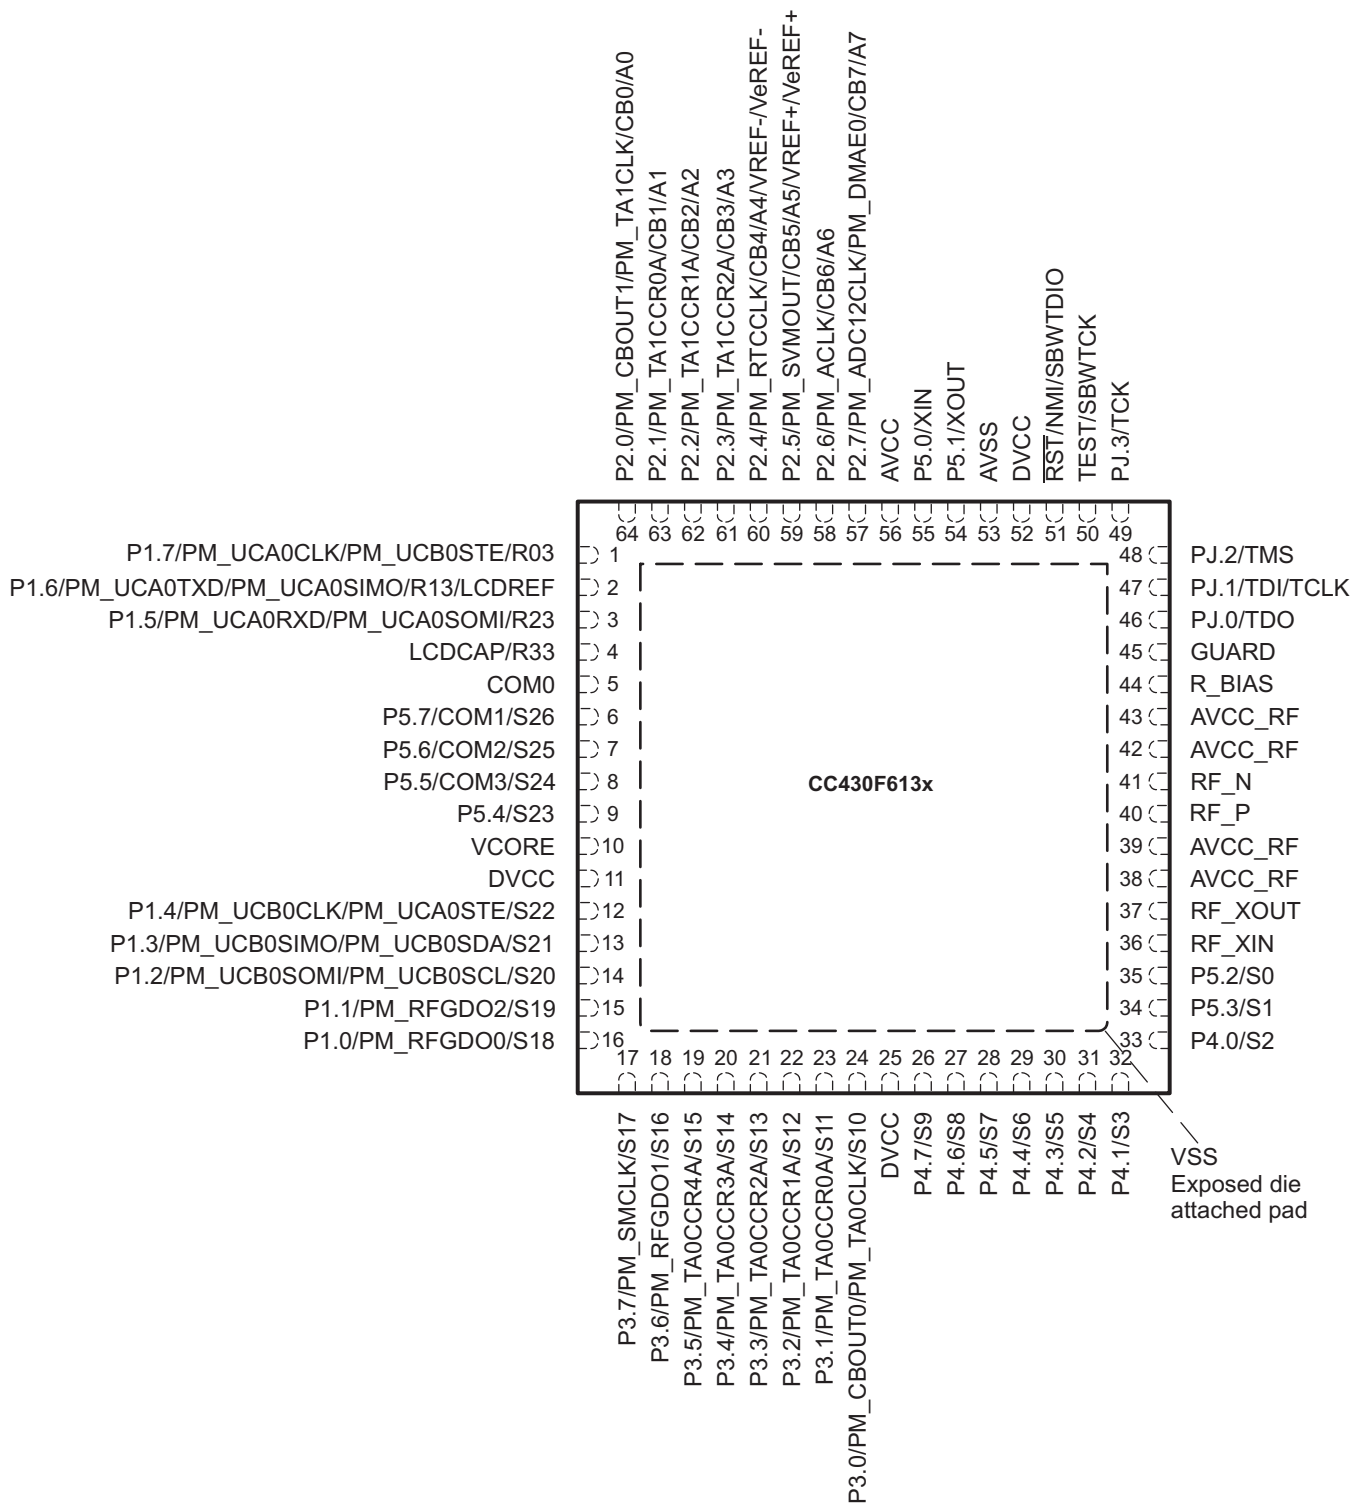 P2.0/PM_CBOUT1/PM_TA1CLK/CB0/A0
P2.1/PM_TA1CCR0A/CB1/A1
P2.2/PM_TA1CCR1A/CB2/A2
P2.3/PM_TA1CCR2A/CB3/A3
P2.4/PM_RTCCLK/CB4/A4/VREF-/VeREF-
P2.5/PM_SVMOUT/CB5/A5/VREF+/VeREF+
P2.6/PM_ACLK/CB6/A6
P2.7/PM_ADC12CLK/PM_DMAE0/CB7/A7
AVCC
P5.0/XIN
P5.1/XOUT
AVSS
DVCC
RST/NMI/SBWTDIO
TEST/SBWTCK
PJ.3/TCK
64 63 62 61 60 59 58 57 56 55 54 53 52 51 50 49
P1.7/PM_UCA0CLK/PM_UCB0STE/R03 1
P1.6/PM_UCA0TXD/PM_UCA0SIMO/R13/LCDREF 2
P1.5/PM_UCA0RXD/PM_UCA0SOMI/R23 3
LCDCAP/R33 4
COM0 5
P5.7/COM1/S26 6
P5.6/COM2/S25 7
P5.5/COM3/S24 8
P5.4/S23 9
VCORE 10
DVCC 11
P1.4/PM_UCB0CLK/PM_UCA0STE/S22 12
P1.3/PM_UCB0SIMO/PM_UCB0SDA/S21 13
P1.2/PM_UCB0SOMI/PM_UCB0SCL/S20 14
P1.1/PM_RFGDO2/S19 15
P1.0/PM_RFGDO0/S18 16
CC430F613x
48 PJ.2/TMS
47 PJ.1/TDI/TCLK
46 PJ.0/TDO
45 GUARD
44 R_BIAS
43 AVCC_RF
42 AVCC_RF
41 RF_N
40 RF_P
39 AVCC_RF
38 AVCC_RF
37 RF_XOUT
36 RF_XIN
35 P5.2/S0
34 P5.3/S1
33 P4.0/S2
17 18 19 20 21 22 23 24 25 26 27 28 29 30 31 32
P3.7/PM_SMCLK/S17
P3.6/PM_RFGDO1/S16
P3.5/PM_TA0CCR4A/S15
P3.4/PM_TA0CCR3A/S14
P3.3/PM_TA0CCR2A/S13
P3.2/PM_TA0CCR1A/S12
P3.1/PM_TA0CCR0A/S11
P3.0/PM_CBOUT0/PM_TA0CLK/S10
DVCC
P4.7/S9
P4.6/S8
P4.5/S7
P4.4/S6
P4.3/S5
P4.2/S4
P4.1/S3
VSS
Exposed die
attached pad